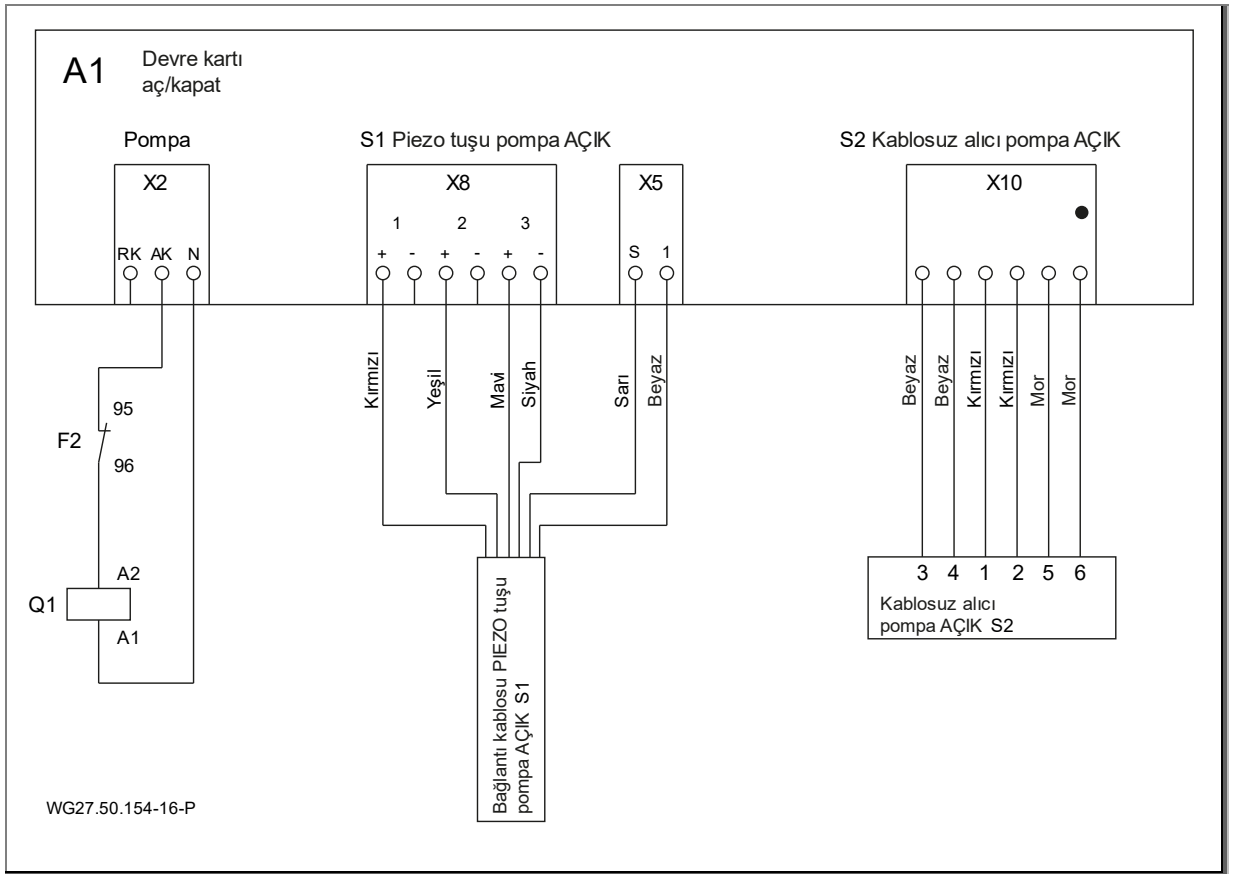 A1
Devre kartı
aç/kapat
Pompa
S1 Piezo tuşu pompa AÇIK
S2 Kablosuz alıcı pompa AÇIK
X2
X8
X5
X10
1 2 3
RK AK N
+ - + - + -
S 1
Kırmızı
Yeşil
Mavi
Siyah
Sarı
Beyaz
Beyaz
Beyaz
Kırmızı
Kırmızı
Mor
Mor
95
F2
96
A2
Q1
A1
Bağlantı kablosu PIEZO tuşu
pompa AÇIK S1
3 4 1 2 5 6
Kablosuz alıcı
pompa AÇIK S2
WG27.50.154-16-P